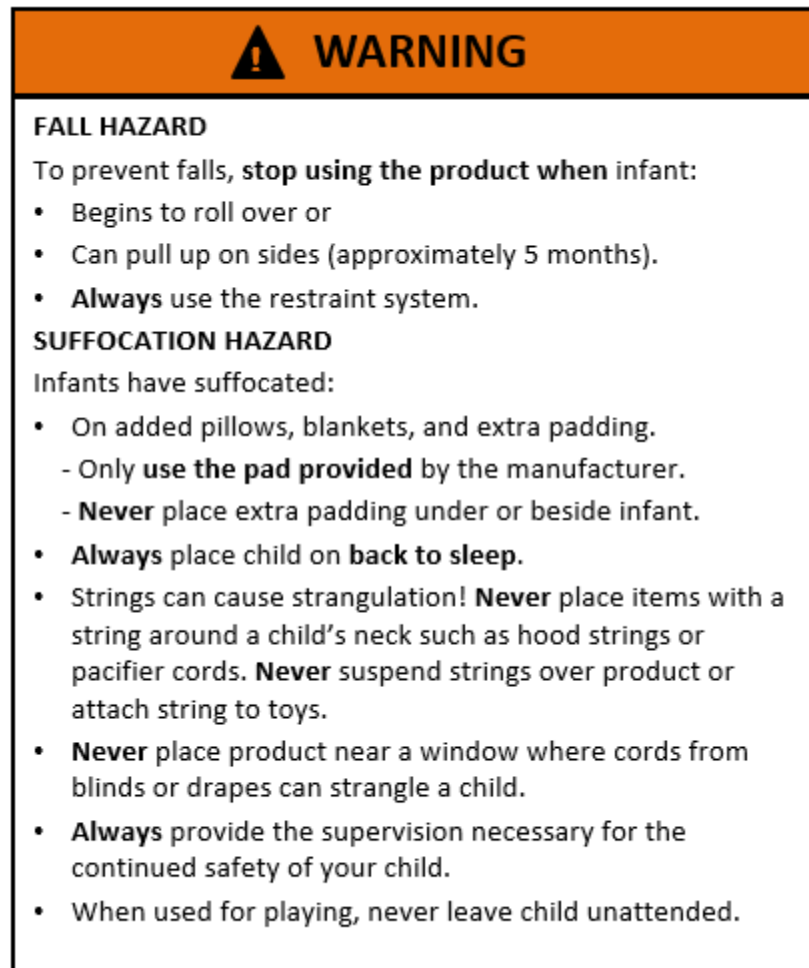 WARNING
FALL HAZARD
To prevent falls, stop using the product when infant:
• Begins to roll over or
• Can pull up on sides (approximately 5 months).
• Always use the restraint system.
SUFFOCATION HAZARD
Infants have suffocated:
• On added pillows, blankets, and extra padding.
- Only use the pad provided by the manufacturer.
- Never place extra padding under or beside infant.
• Always place child on back to sleep.
• Strings can cause strangulation! Never place items with a
string around a child's neck such as hood strings or
pacifier cords. Never suspend strings over product or
attach string to toys.
• Never place product near a window where cords from
blinds or drapes can strangle a child.
• Always provide the supervision necessary for the
continued safety of your child.
• When used for playing, never leave child unattended.